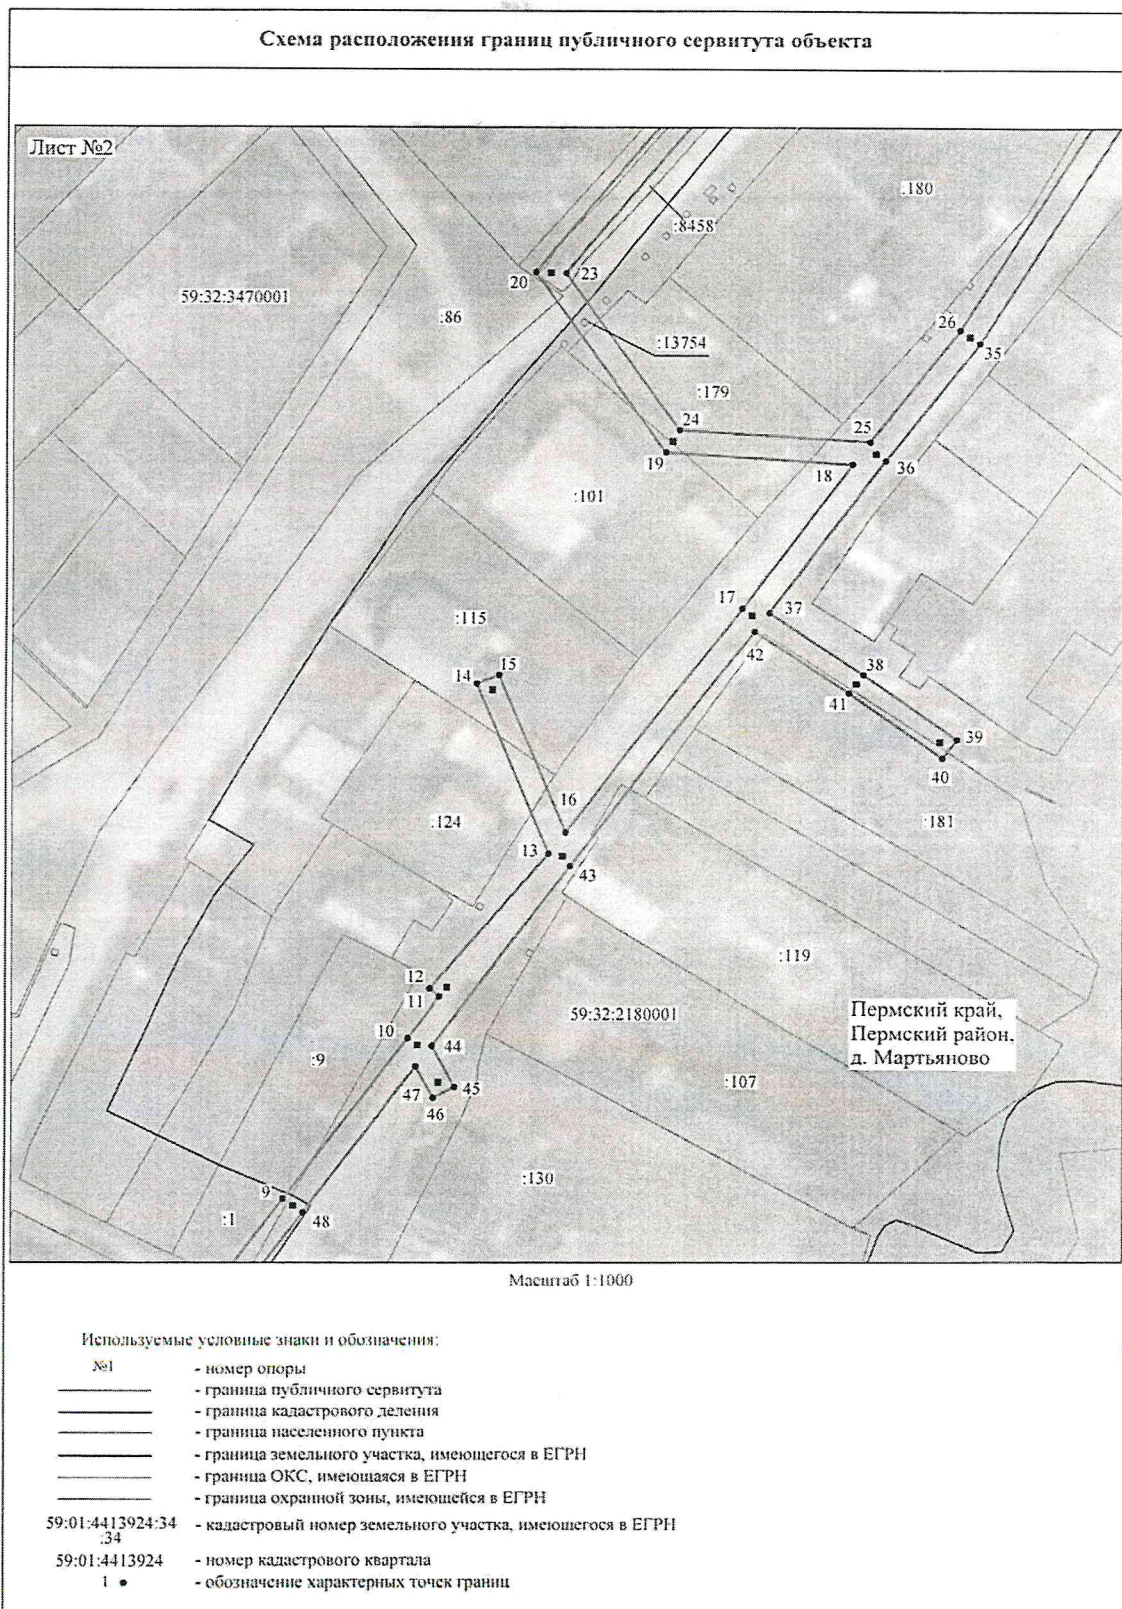 Схема расположения границ публичного сервитута объекта
Лист №2
:180
:8458
20
23
59:32:3470001
:86
26
:13754
35
:179
24
25
19
18
36
:101
17
37
:115
42
15
38
14
41
39
40
16
:124
:181
13
43
:119
12
11
59:32:2180001
Пермский край,
Пермский район,
д. Мартьяново
10
44
:9
:107
47
45
46
:130
9
:1
48
Масштаб 1:1000
Используемые условные знаки и обозначения:
№1 - номер опоры
- граница публичного сервитута
- граница кадастрового деления
- граница населенного пункта
- граница земельного участка, имеющегося в ЕГРН
- граница ОКС, имеющаяся в ЕГРН
- граница охранной зоны, имеющейся в ЕГРН
59:01:4413924:34 - кадастровый номер земельного участка, имеющегося в ЕГРН
:34
59:01:4413924 - номер кадастрового квартала
1 - обозначение характерных точек границ